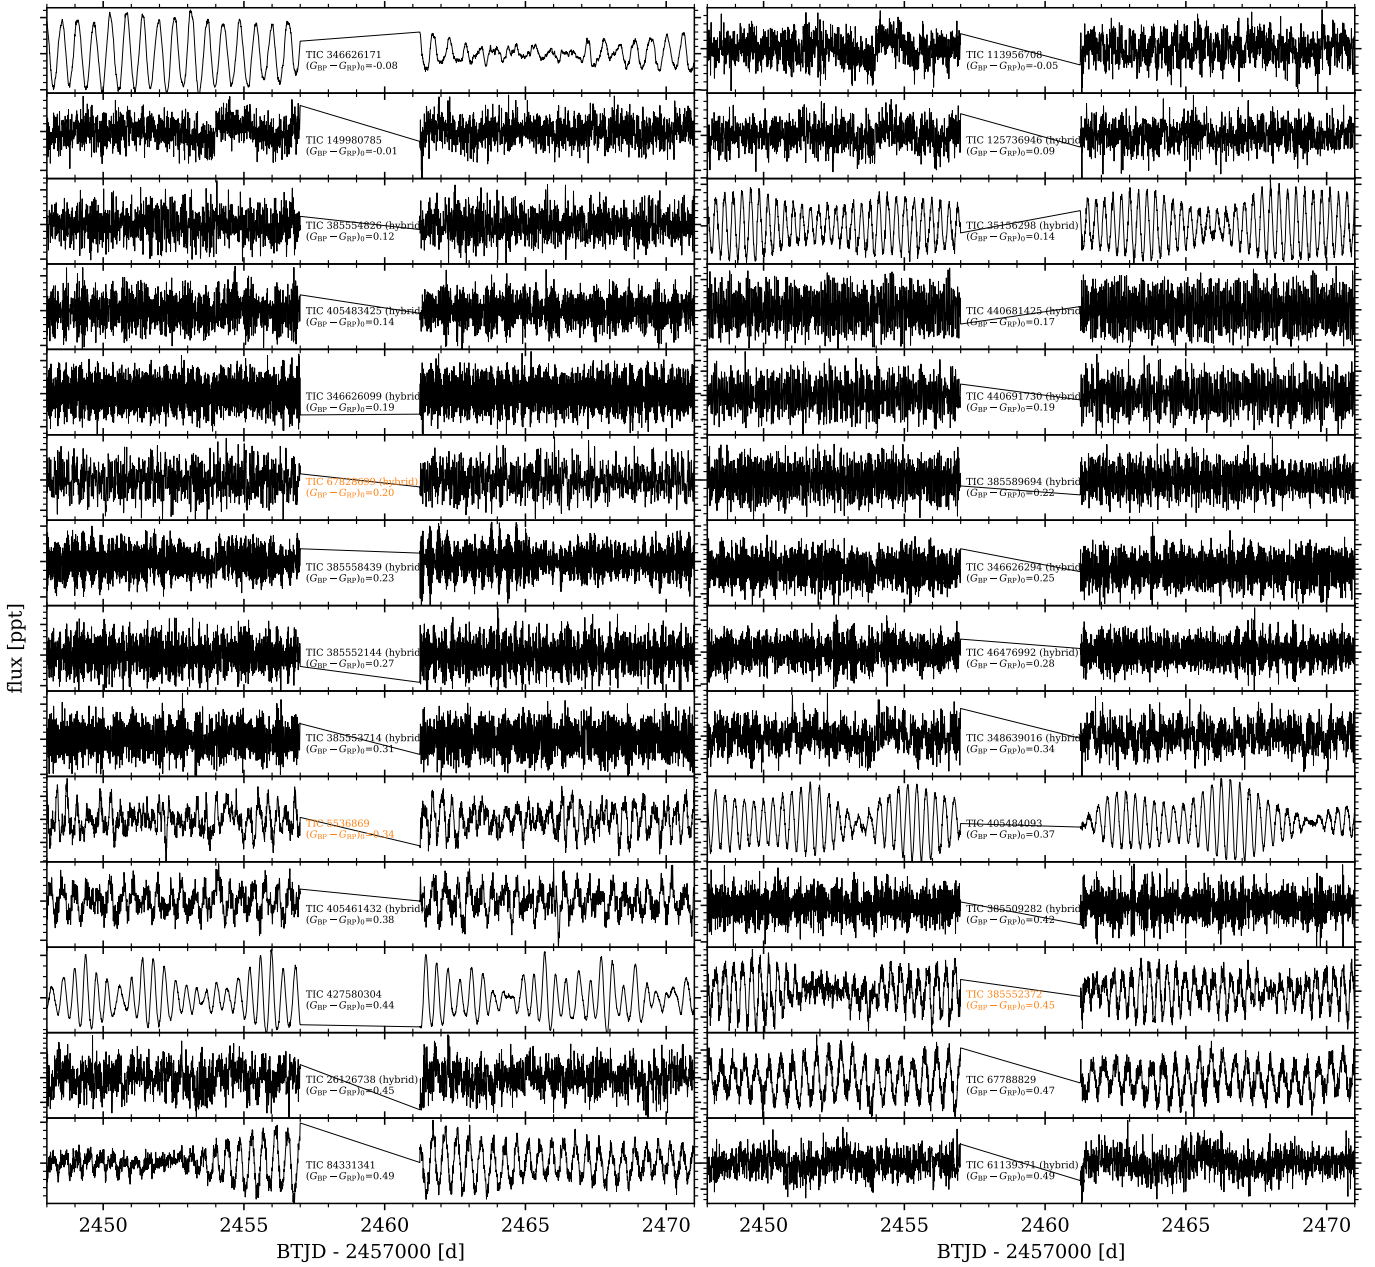 TIC 346626171
(G_BP − G_RP)_0=-0.08
TIC 113956708
(G_BP − G_RP)_0=-0.05
TIC 149980785
(G_BP − G_RP)_0=-0.01
TIC 125736946 (hybrid
(G_BP − G_RP)_0=0.09
TIC 385554826 (hybrid
(G_BP − G_RP)_0=0.12
TIC 35156298 (hybrid)
(G_BP − G_RP)_0=0.14
TIC 405483425 (hybrid
(G_BP − G_RP)_0=0.14
TIC 440681425 (hybrid
(G_BP − G_RP)_0=0.17
TIC 346626099 (hybrid
(G_BP − G_RP)_0=0.19
TIC 440691730 (hybrid
(G_BP − G_RP)_0=0.19
TIC 67828699 (hybrid)
(G_BP − G_RP)_0=0.20
TIC 385589694 (hybrid
(G_BP − G_RP)_0=0.22
TIC 385558439 (hybrid
(G_BP − G_RP)_0=0.23
TIC 346626294 (hybrid
(G_BP − G_RP)_0=0.25
TIC 385552144 (hybrid
(G_BP − G_RP)_0=0.27
TIC 46476992 (hybrid)
(G_BP − G_RP)_0=0.28
TIC 385553714 (hybrid
(G_BP − G_RP)_0=0.31
TIC 348639016 (hybrid
(G_BP − G_RP)_0=0.34
TIC 5536869
(G_BP − G_RP)_0=0.34
TIC 405484093
(G_BP − G_RP)_0=0.37
TIC 405461432 (hybrid
(G_BP − G_RP)_0=0.38
TIC 385509282 (hybrid
(G_BP − G_RP)_0=0.42
TIC 427580304
(G_BP − G_RP)_0=0.44
TIC 385552372
(G_BP − G_RP)_0=0.45
TIC 26126738 (hybrid)
(G_BP − G_RP)_0=0.45
TIC 67788829
(G_BP − G_RP)_0=0.47
TIC 84331341
(G_BP − G_RP)_0=0.49
TIC 61139371 (hybrid)
(G_BP − G_RP)_0=0.49
flux [ppt]
2450 2455 2460 2465 2470
2450 2455 2460 2465 2470
BTJD - 2457000 [d]
BTJD - 2457000 [d]